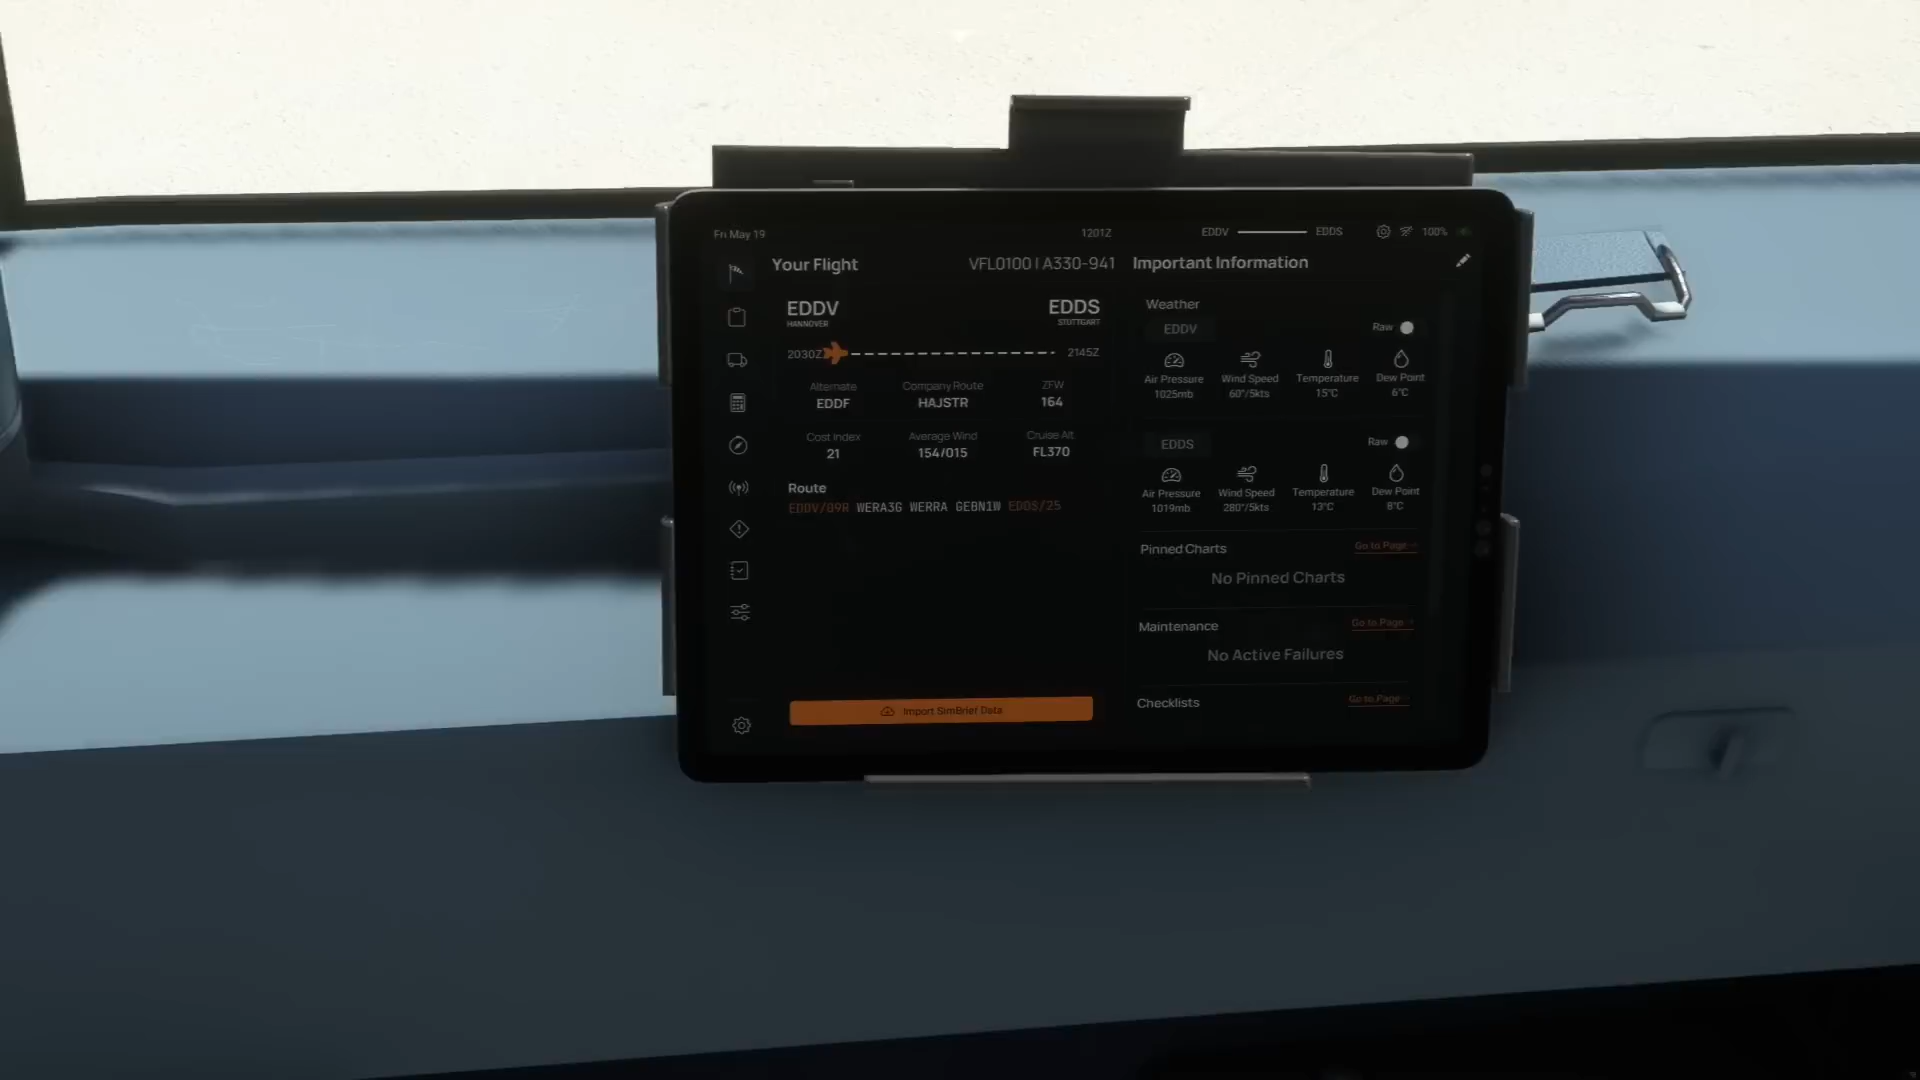 Fri May 19
1201Z
EDDV EDDS
100%
Your Flight
VFL0100 | A330-941
EDDV
HANNOVER
EDDS
STUTTGART
2030Z
2145Z
Alternate
EDDF
Company Route
HAJSTR
ZFW
164
Cost Index
21
Average Wind
154/015
Cruise Alt
FL370
Route
EDDV/09R WERA3G WERRA GEBN1W EDDS/25
Import SimBrief Data
Important Information
Weather
EDDV
Raw
Air Pressure
1025mb
Wind Speed
60°/5kts
Temperature
15°C
Dew Point
6°C
EDDS
Raw
Air Pressure
1019mb
Wind Speed
280°/5kts
Temperature
13°C
Dew Point
8°C
Pinned Charts
Go to Page
No Pinned Charts
Maintenance
Go to Page
No Active Failures
Checklists
Go to Page